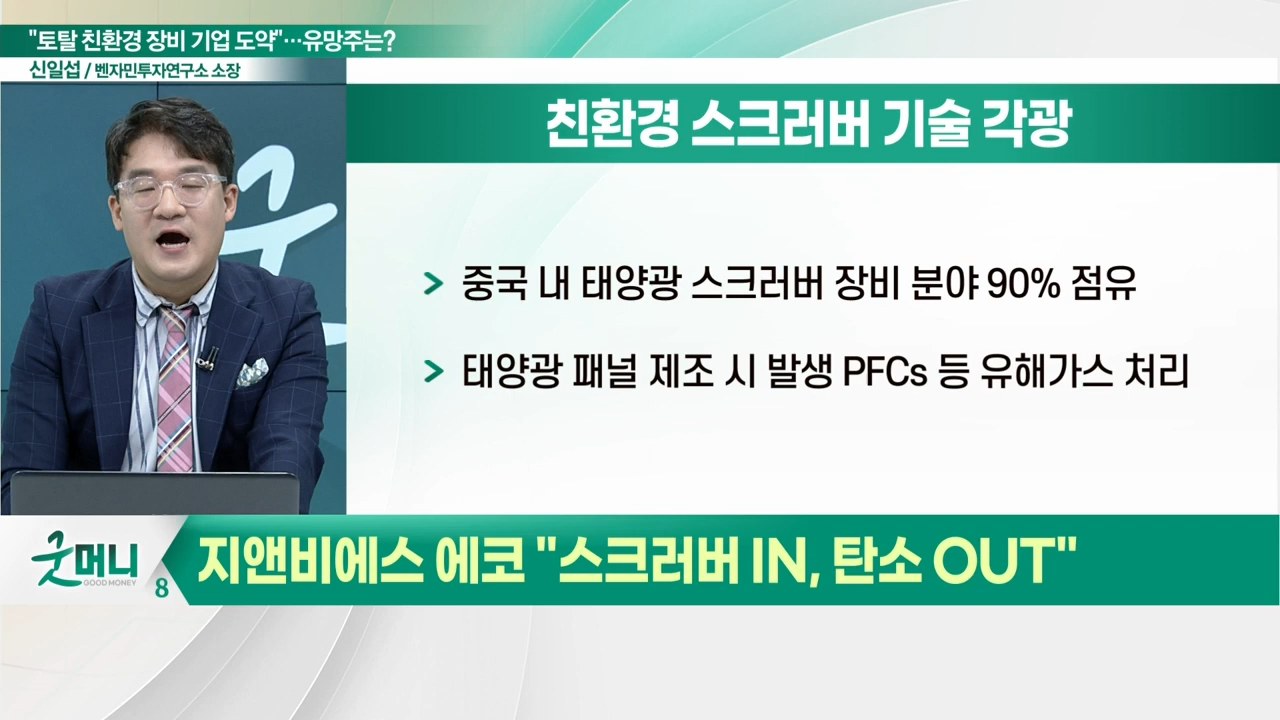 "토탈 친환경 장비 기업 도약"…유망주는?
신일섭 / 벤자민투자연구소 소장
친환경 스크러버 기술 각광
> 중국 내 태양광 스크러버 장비 분야 90% 점유
> 태양광 패널 제조 시 발생 PFCs 등 유해가스 처리
굿머니
GOOD MONEY
8
지앤비에스 에코 "스크러버 IN, 탄소 OUT"